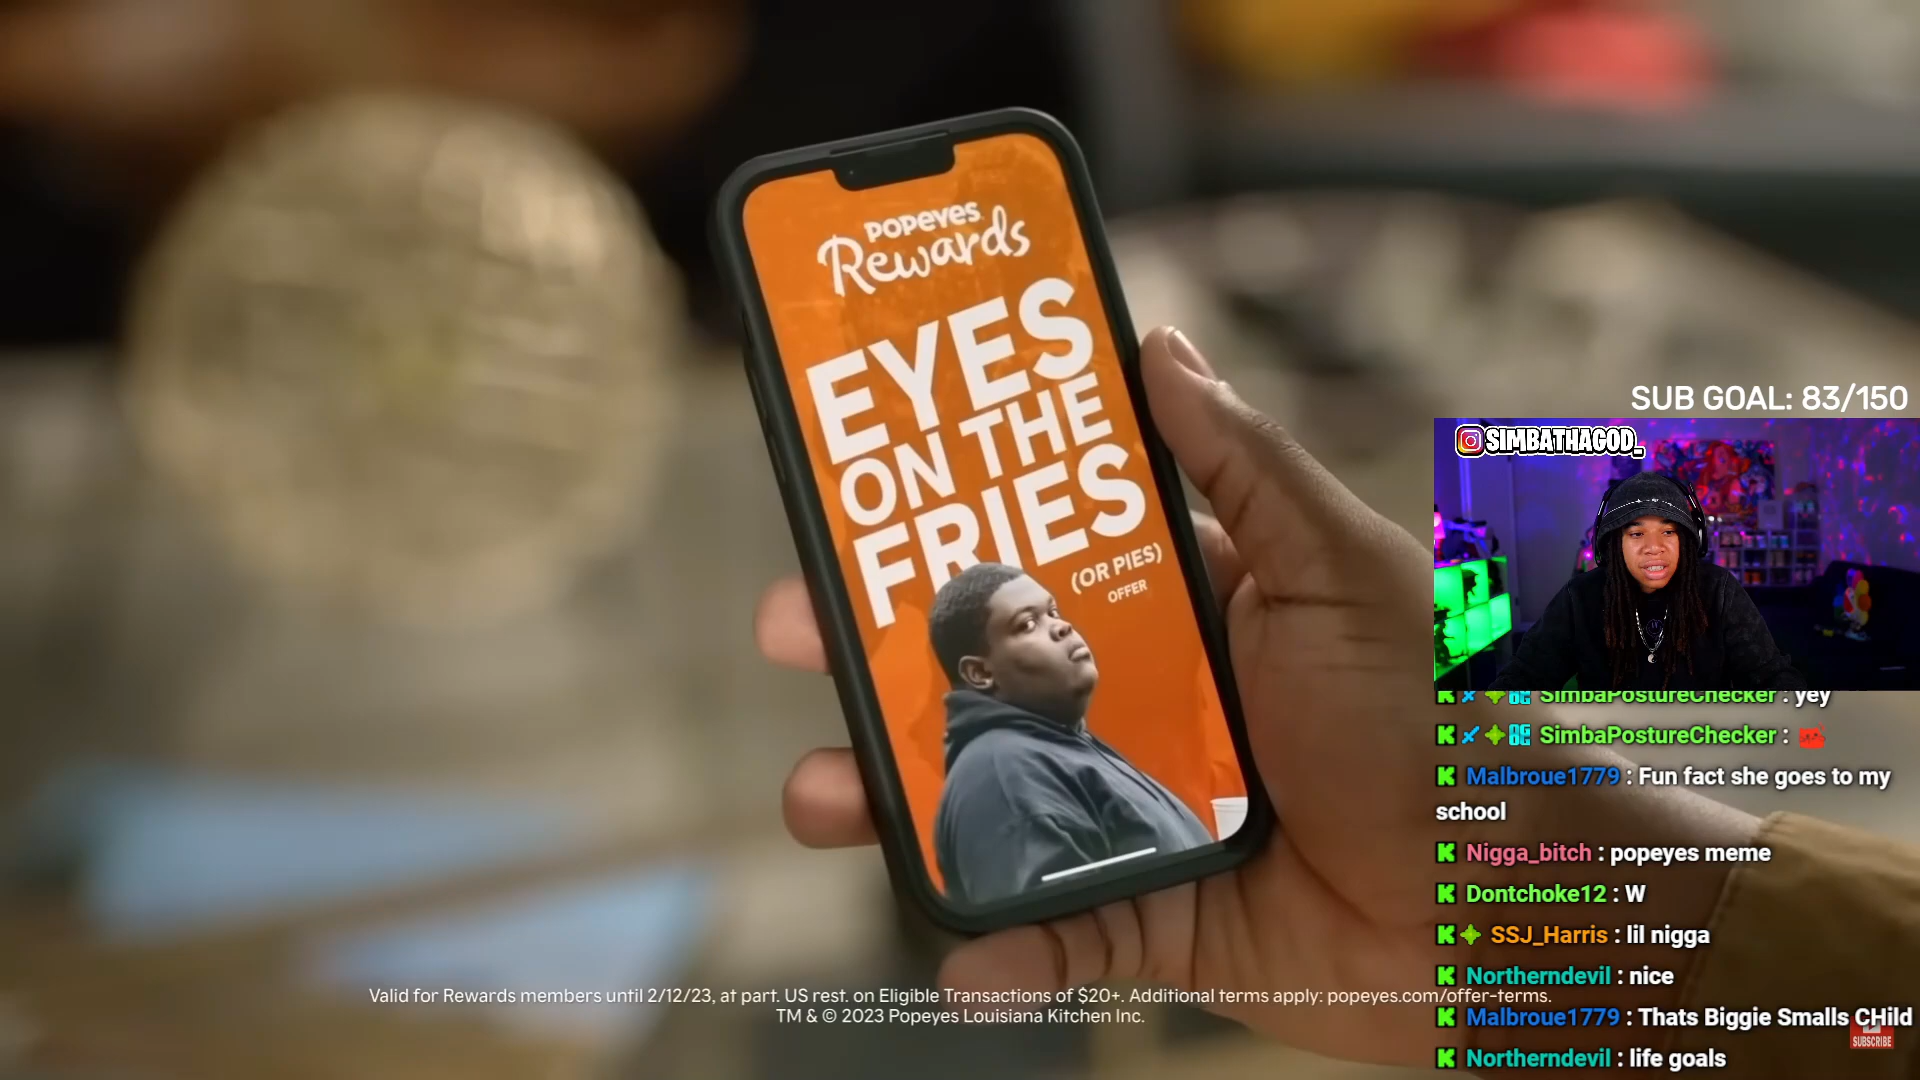 POPEYES
Rewards
EYES
ON THE
FRIES
(OR PIES)
OFFER
Valid for Rewards members until 2/12/23, at part. US rest. on Eligible Transactions of $20+. Additional terms apply: popeyes.com/offer-terms.
TM & © 2023 Popeyes Louisiana Kitchen Inc.
SUB GOAL: 83/150
SIMBATHAGOD_
SimbaPostureChecker : yey
SimbaPostureChecker :
Malbroue1779 : Fun fact she goes to my
school
Nigga_bitch : popeyes meme
Dontchoke12 : W
SSJ_Harris : lil nigga
Northerndevil : nice
Malbroue1779 : Thats Biggie Smalls CHild
SUBSCRIBE
Northerndevil : life goals